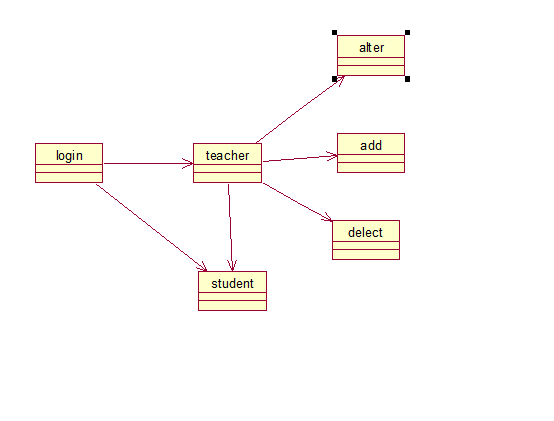 alter
add
login
teacher
delect
student